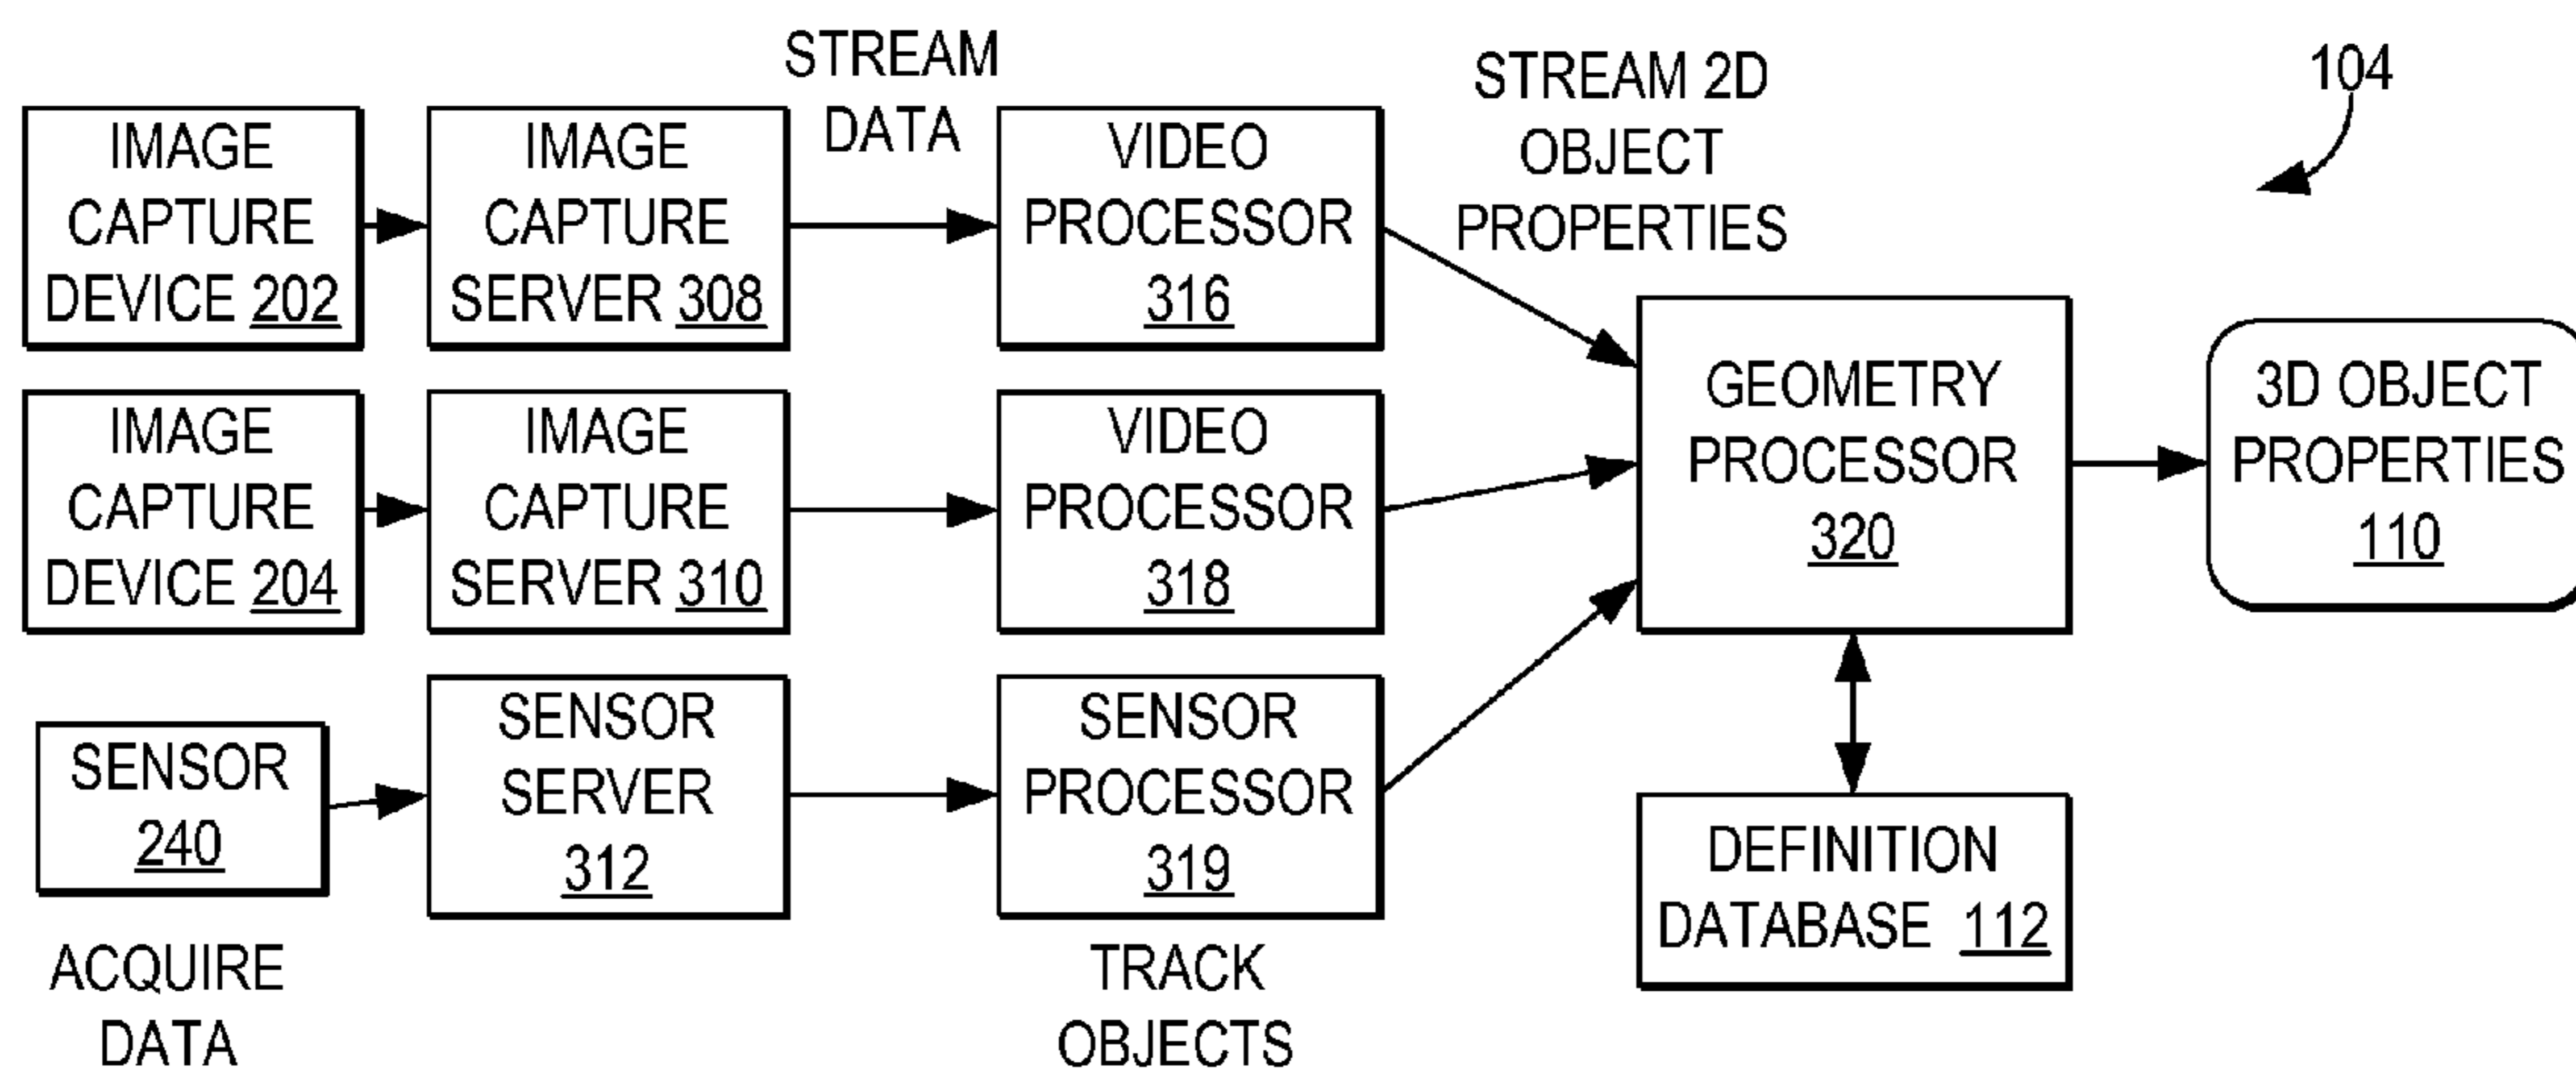 STREAM
DATA
STREAM 2D
OBJECT
PROPERTIES
104
IMAGE
CAPTURE
DEVICE 202
IMAGE
CAPTURE
SERVER 308
VIDEO
PROCESSOR
316
IMAGE
CAPTURE
DEVICE 204
IMAGE
CAPTURE
SERVER 310
VIDEO
PROCESSOR
318
GEOMETRY
PROCESSOR
320
3D OBJECT
PROPERTIES
110
SENSOR
240
SENSOR
SERVER
312
SENSOR
PROCESSOR
319
DEFINITION
DATABASE 112
ACQUIRE
DATA
TRACK
OBJECTS